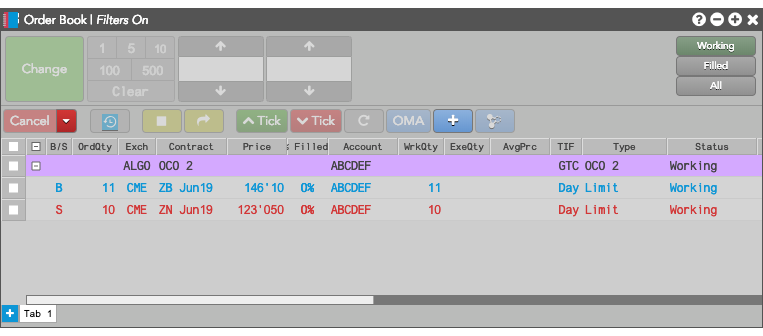 Order Book | Filters On
Working
1 5 10
Change
Filled
100 500
All
Clear
Cancel Tick Tick C OMA +
B/S OrdQty Exch Contract Price Filled Account WrkQty ExeQty AvgPrc TIF Type Status
ALGO OCO 2 ABCDEF GTC OCO 2 Working
B 11 CME ZB Jun19 146'10 0% ABCDEF 11 Day Limit Working
S 10 CME ZN Jun19 123'050 0% ABCDEF 10 Day Limit Working
+ Tab 1